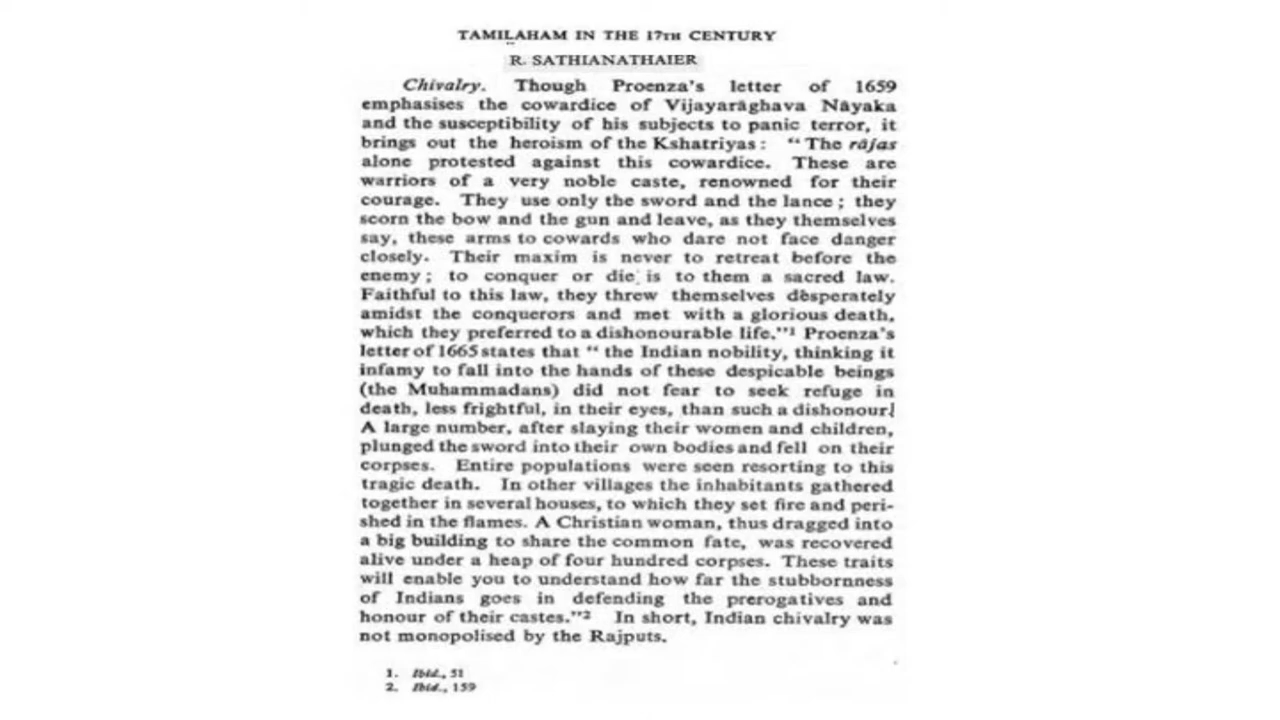 TAMILAHAM IN THE 17TH CENTURY
R. SATHIANATHAIER
Chivalry. Though Proenza's letter of 1659
emphasises the cowardice of Vijayarāghava Nāyaka
and the susceptibility of his subjects to panic terror, it
brings out the heroism of the Kshatriyas: "The rājas
alone protested against this cowardice. These are
warriors of a very noble caste, renowned for their
courage. They use only the sword and the lance; they
scorn the bow and the gun and leave, as they themselves
say, these arms to cowards who dare not face danger
closely. Their maxim is never to retreat before the
enemy; to conquer or die is to them a sacred law.
Faithful to this law, they threw themselves desperately
amidst the conquerors and met with a glorious death,
which they preferred to a dishonourable life."1 Proenza's
letter of 1665 states that "the Indian nobility, thinking it
infamy to fall into the hands of these despicable beings
(the Muhammadans) did not fear to seek refuge in
death, less frightful, in their eyes, than such a dishonour.
A large number, after slaying their women and children,
plunged the sword into their own bodies and fell on their
corpses. Entire populations were seen resorting to this
tragic death. In other villages the inhabitants gathered
together in several houses, to which they set fire and peri-
shed in the flames. A Christian woman, thus dragged into
a big building to share the common fate, was recovered
alive under a heap of four hundred corpses. These traits
will enable you to understand how far the stubbornness
of Indians goes in defending the prerogatives and
honour of their castes."2 In short, Indian chivalry was
not monopolised by the Rajputs.
1. Ibid., 51
2. Ibid., 159